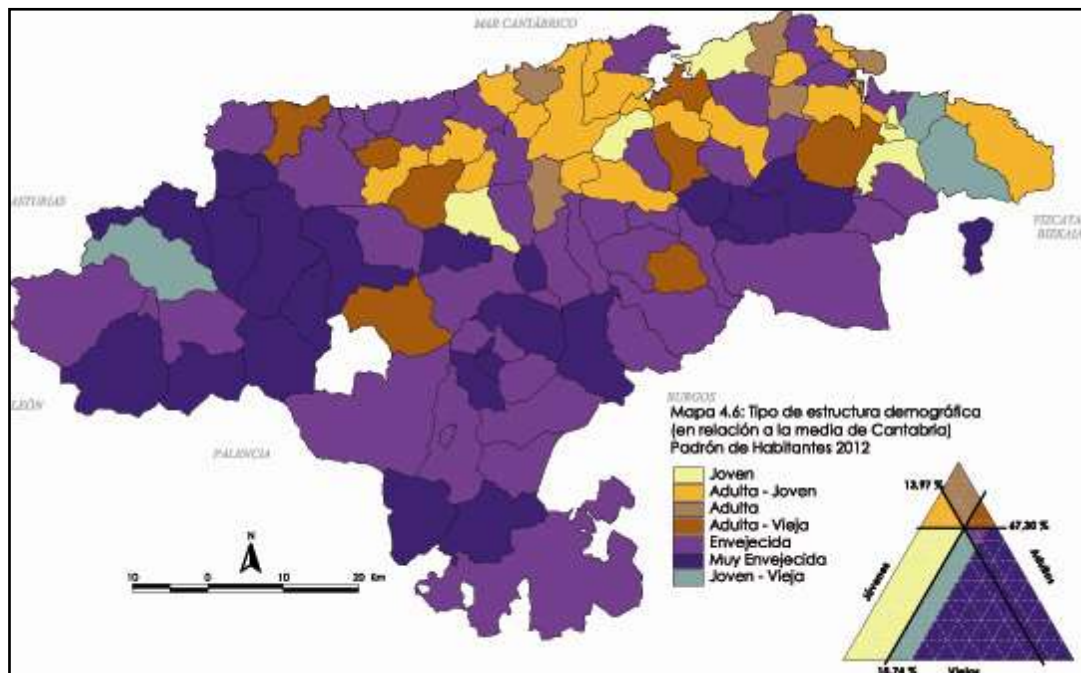 MAR CANTÁBRICO
ASTURIAS
VIZCAYA
BIZKAIA
LEÓN
PALENCIA
BURGOS
Mapa 4.6: Tipo de estructura demográfica
(en relación a la media de Cantabria)
Padrón de Habitantes 2012
Joven
Adulta - Joven
Adulta
Adulta - Vieja
Envejecida
Muy Envejecida
Joven - Vieja
N
10 0 10 20 Km
13,97 %
67,30 %
Jóvenes
Adultos
18,74 %
Viejos